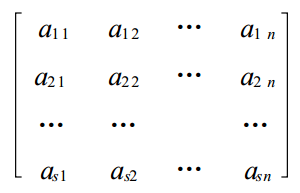 a11 a12 ... a1 n
a21 a22 ... a2 n
... ... ...
as1 as2 ... asn